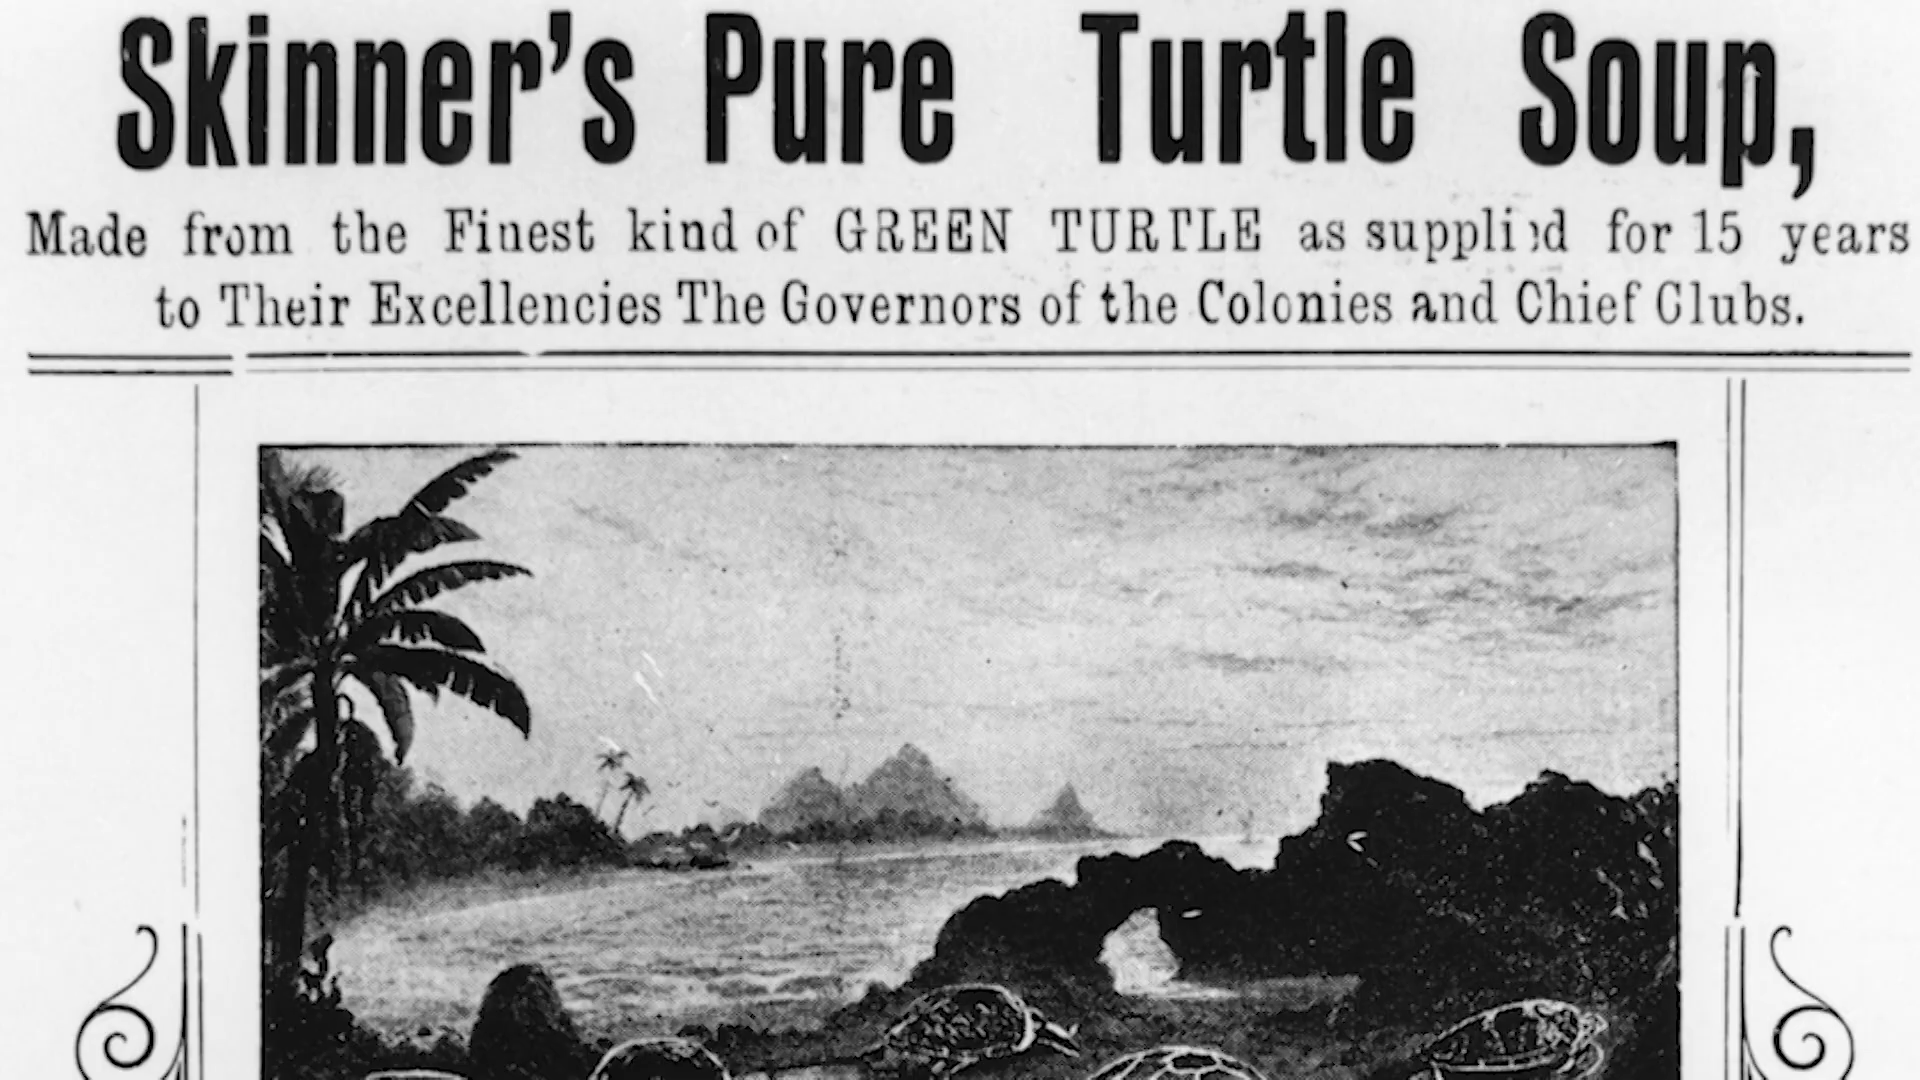 Skinner's Pure Turtle Soup,
Made from the Finest kind of GREEN TURTLE as supplied for 15 years
to Their Excellencies The Governors of the Colonies and Chief Clubs.